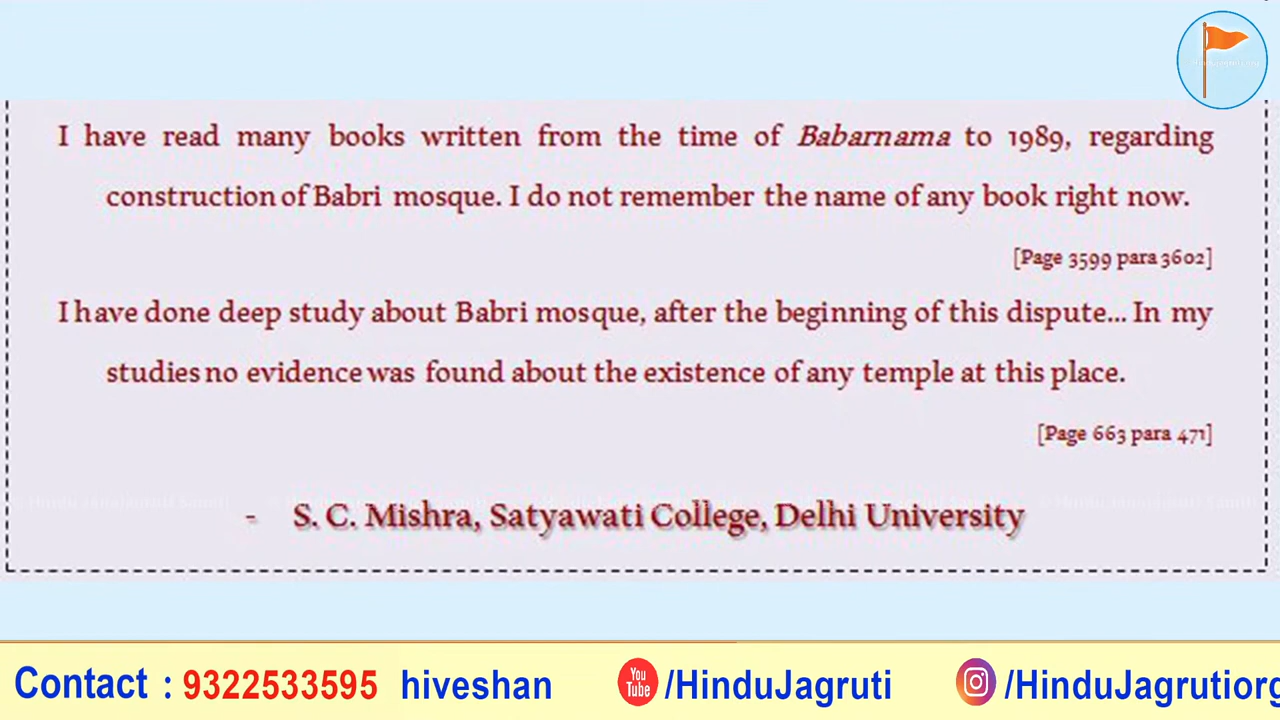 I have read many books written from the time of Babarnama to 1989, regarding
construction of Babri mosque. I do not remember the name of any book right now.
[Page 3599 para 3602]
I have done deep study about Babri mosque, after the beginning of this dispute... In my
studies no evidence was found about the existence of any temple at this place.
[Page 663 para 471]
- S. C. Mishra, Satyawati College, Delhi University
Contact : 9322533595 hiveshan You Tube /HinduJagruti /HinduJagrutiorg